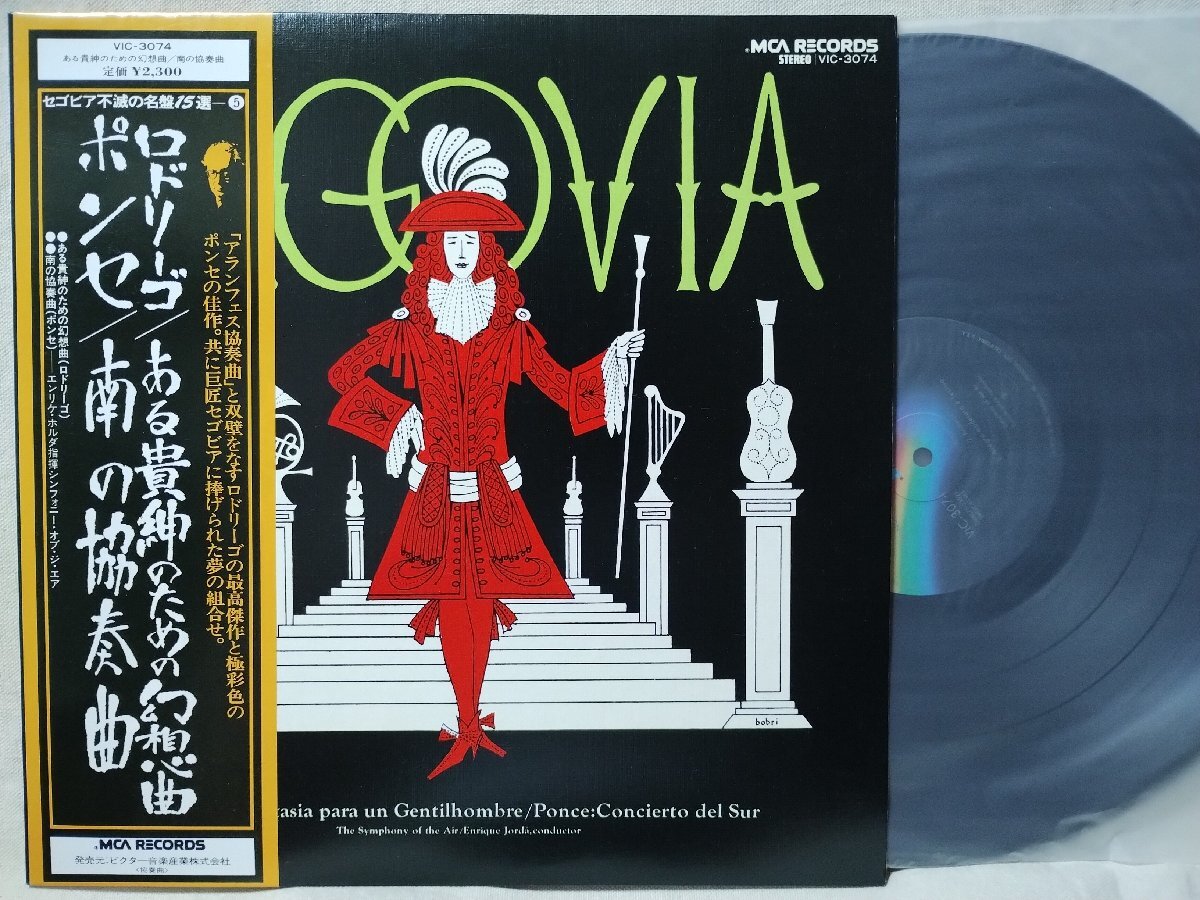 VIC-3074
ある貴紳のための幻想曲／南の協奏曲
定価 ¥2,300
セゴビア不滅の名盤15選—5
ロドリーゴ／ある貴紳のための幻想曲
ポンセ／南の協奏曲
「アランフェス協奏曲」と双璧をなすロドリーゴの最高傑作と極彩色の
ポンセの佳作。共に巨匠セゴビアに捧げられた夢の組合せ。
●ある貴紳のための幻想曲(ロドリーゴ)
●南の協奏曲(ポンセ)——エンリケ・ホルダ指揮シンフォニー・オブ・ジ・エア
MCA RECORDS
発売元.ビクター音楽産業株式会社
〈協奏曲〉
MCA RECORDS
STEREO VIC-3074
GOVIA
bobri
asia para un Gentilhombre/Ponce:Concierto del Sur
The Symphony of the Air/Enrique Jordá,conductor